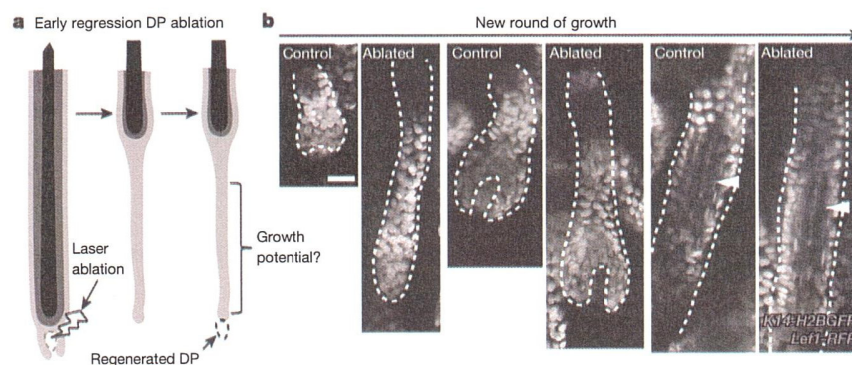 a Early regression DP ablation
Laser
ablation
Growth
potential?
Regenerated DP
b New round of growth
Control
Ablated
Control
Ablated
Control
Ablated
K14-H2BGFP
Lef1-RFP